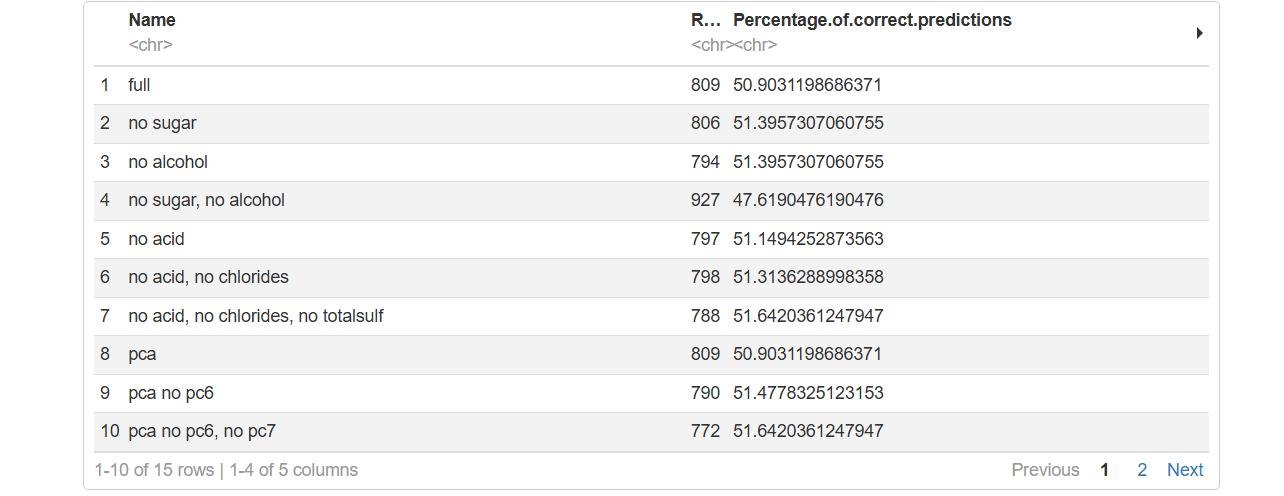 Name R… Percentage.of.correct.predictions
<chr> <chr> <chr>
1 full 809 50.9031198686371
2 no sugar 806 51.3957307060755
3 no alcohol 794 51.3957307060755
4 no sugar, no alcohol 927 47.6190476190476
5 no acid 797 51.1494252873563
6 no acid, no chlorides 798 51.3136288998358
7 no acid, no chlorides, no totalsulf 788 51.6420361247947
8 pca 809 50.9031198686371
9 pca no pc6 790 51.4778325123153
10 pca no pc6, no pc7 772 51.6420361247947
1-10 of 15 rows | 1-4 of 5 columns Previous 1 2 Next